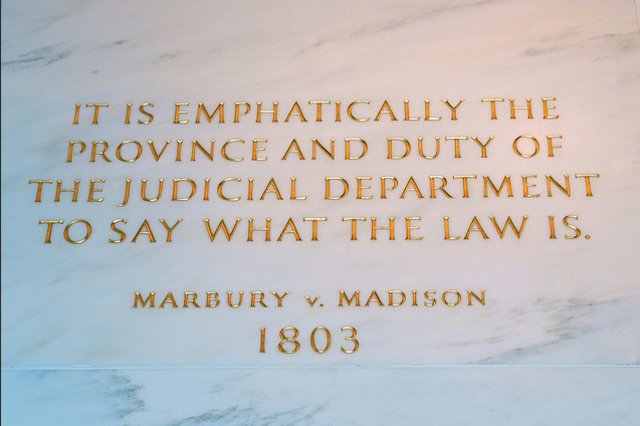 IT IS EMPHATICALLY THE
PROVINCE AND DUTY OF
THE JUDICIAL DEPARTMENT
TO SAY WHAT THE LAW IS.
MARBURY v. MADISON
1803